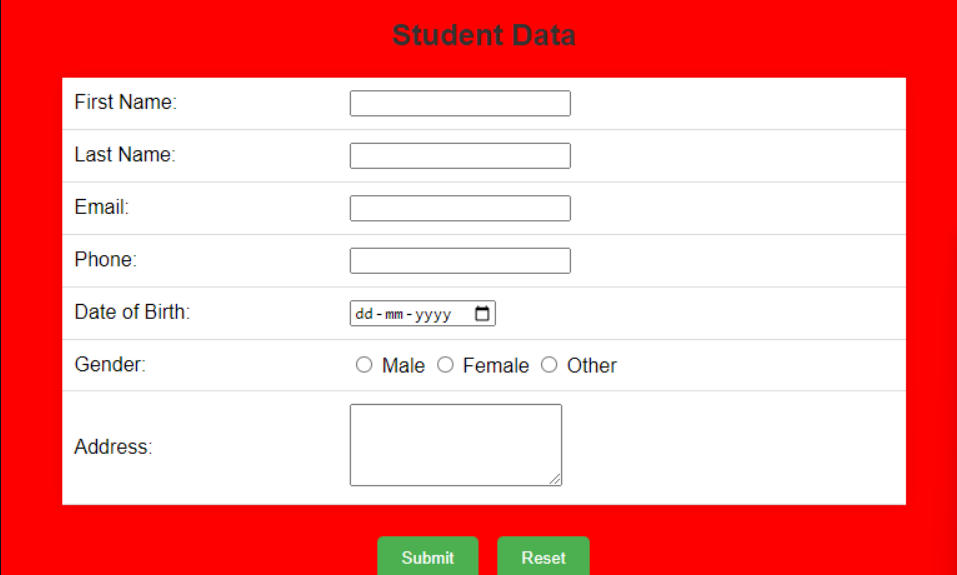 Student Data
First Name:
Last Name:
Email:
Phone:
Date of Birth: dd-mm-yyyy
Gender: Male Female Other
Address:
Submit Reset